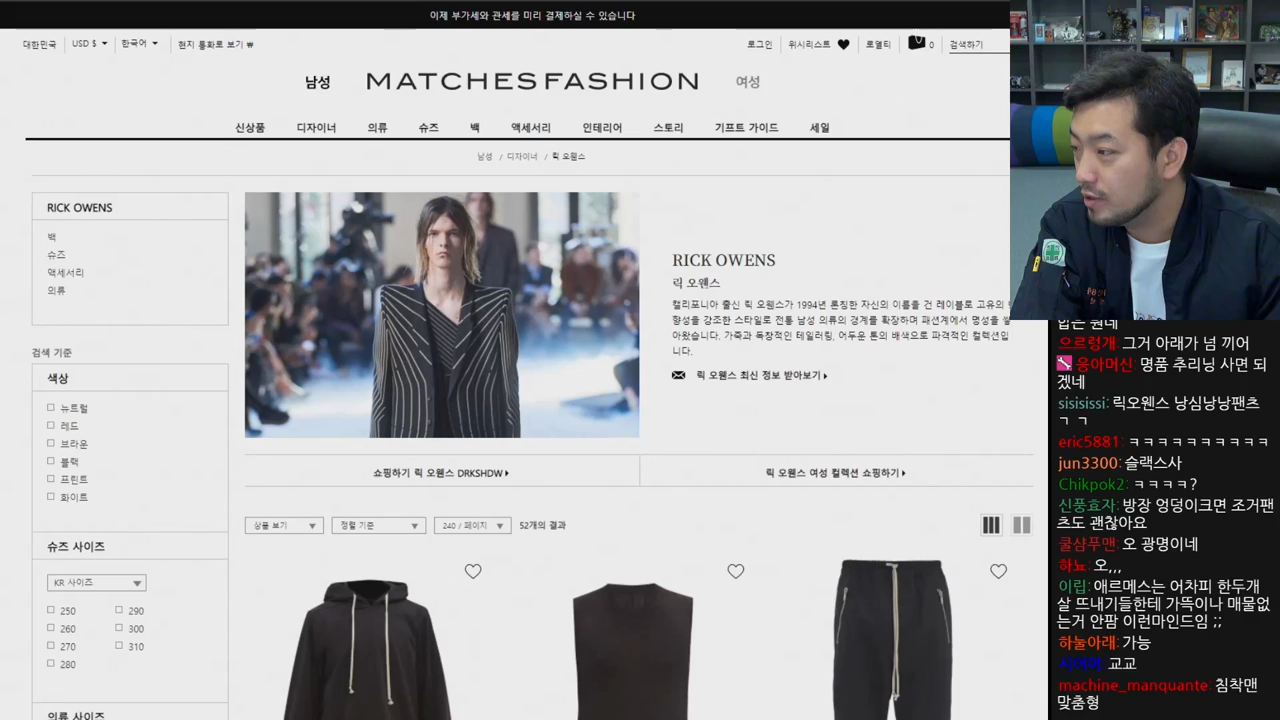 이제 부가세와 관세를 미리 결제하실 수 있습니다
대한민국 USD $ 한국어 현지 통화로 보기 ₩
로그인 위시리스트 로열티 0 검색하기
남성 MATCHESFASHION 여성
신상품 디자이너 의류 슈즈 백 액세서리 인테리어 스토리 기프트 가이드 세일
남성 / 디자이너 / 릭 오웬스
RICK OWENS
백
슈즈
액세서리
의류
검색 기준
색상
뉴트럴
레드
브라운
블랙
프린트
화이트
슈즈 사이즈
KR 사이즈
250 290
260 300
270 310
280
의류 사이즈
RICK OWENS
릭 오웬스
캘리포니아 출신 릭 오웬스가 1994년 론칭한 자신의 이름을 건 레이블로 고유의
향성을 강조한 스타일로 전통 남성 의류의 경계를 확장하며 패션계에서 명성을 쌓
아왔습니다. 가죽과 독창적인 테일러링, 어두운 톤의 배색으로 파격적인 컬렉션입
니다.
릭 오웬스 최신 정보 받아보기
쇼핑하기 릭 오웬스 DRKSHDW
릭 오웬스 여성 컬렉션 쇼핑하기
상품 보기 정렬 기준 240 / 페이지 52개의 결과
으르렁개: 그거 아래가 넘 끼어
웅아머신: 명품 추리닝 사면 되
겠네
sisisissi: 릭오웬스 낭심낭낭팬츠
ㄱ ㄱ
eric5881: ㅋㅋㅋㅋㅋㅋㅋㅋㅋㅋ
jun3300: 슬랙스사
Chikpok2: ㅋㅋㅋㅋ?
신풍효자: 방장 엉덩이크면 조거팬
츠도 괜찮아요
쿨샴푸맨: 오 광명이네
하뇨: 오,,,
이립: 애르메스는 어차피 한두개
살 뜨내기들한테 가뜩이나 매물없
는거 안팜 이런마인드임 ;;
하눌아래: 가능
시어미: 교교
machine_manquante: 침착맨
맞춤형